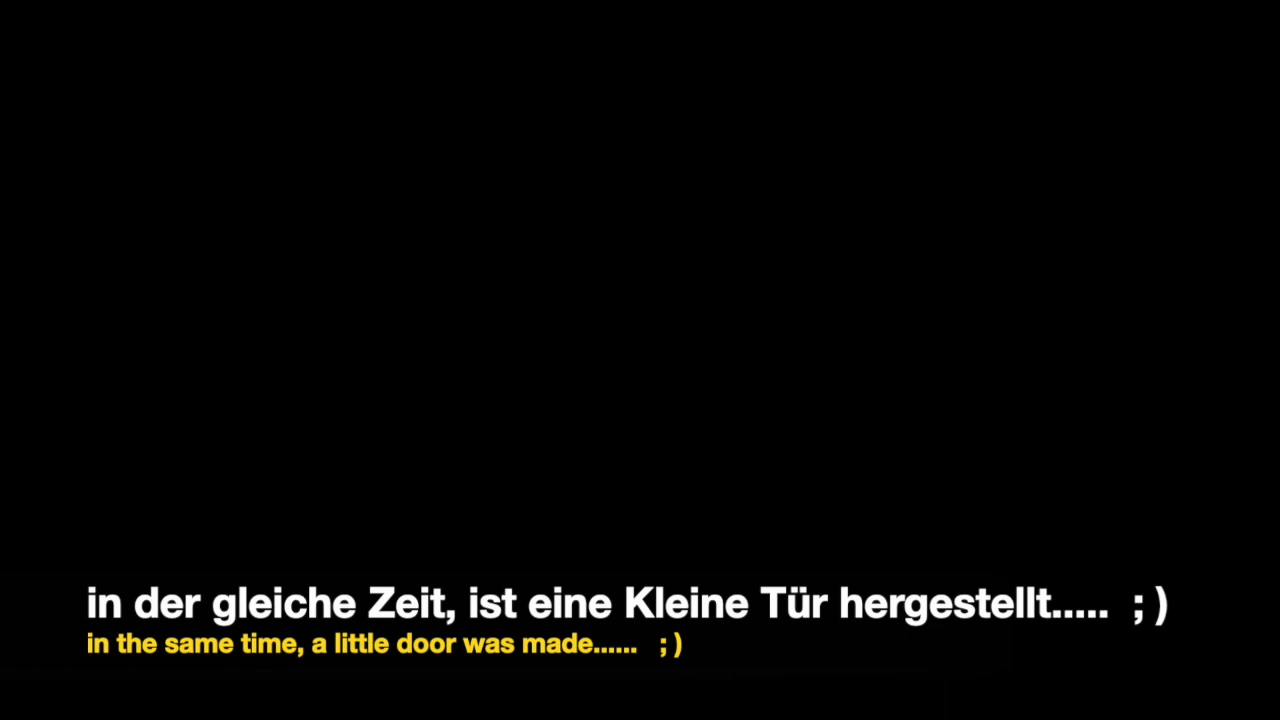 in der gleiche Zeit, ist eine Kleine Tür hergestellt..... ; )
in the same time, a little door was made...... ; )